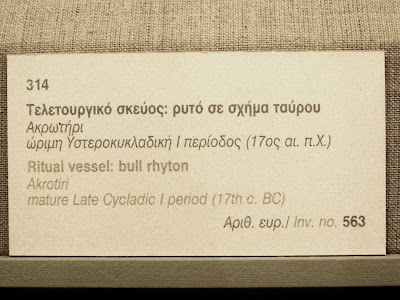 314
Τελετουργικό σκεύος: ρυτό σε σχήμα ταύρου
Ακρωτήρι
ώριμη Υστεροκυκλαδική Ι περίοδος (17ος αι. π.Χ.)
Ritual vessel: bull rhyton
Akrotiri
mature Late Cycladic I period (17th c. BC)
Αριθ. ευρ./ Inv. no. 563